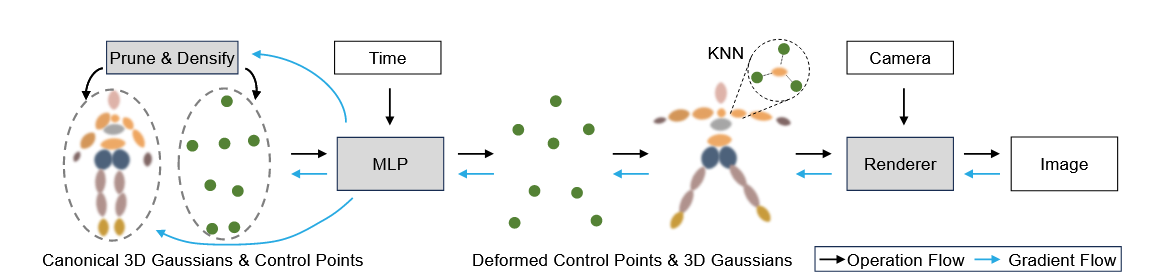 Prune & Densify
Time
KNN
Camera
MLP
Renderer
Image
Canonical 3D Gaussians & Control Points
Deformed Control Points & 3D Gaussians
Operation Flow
Gradient Flow